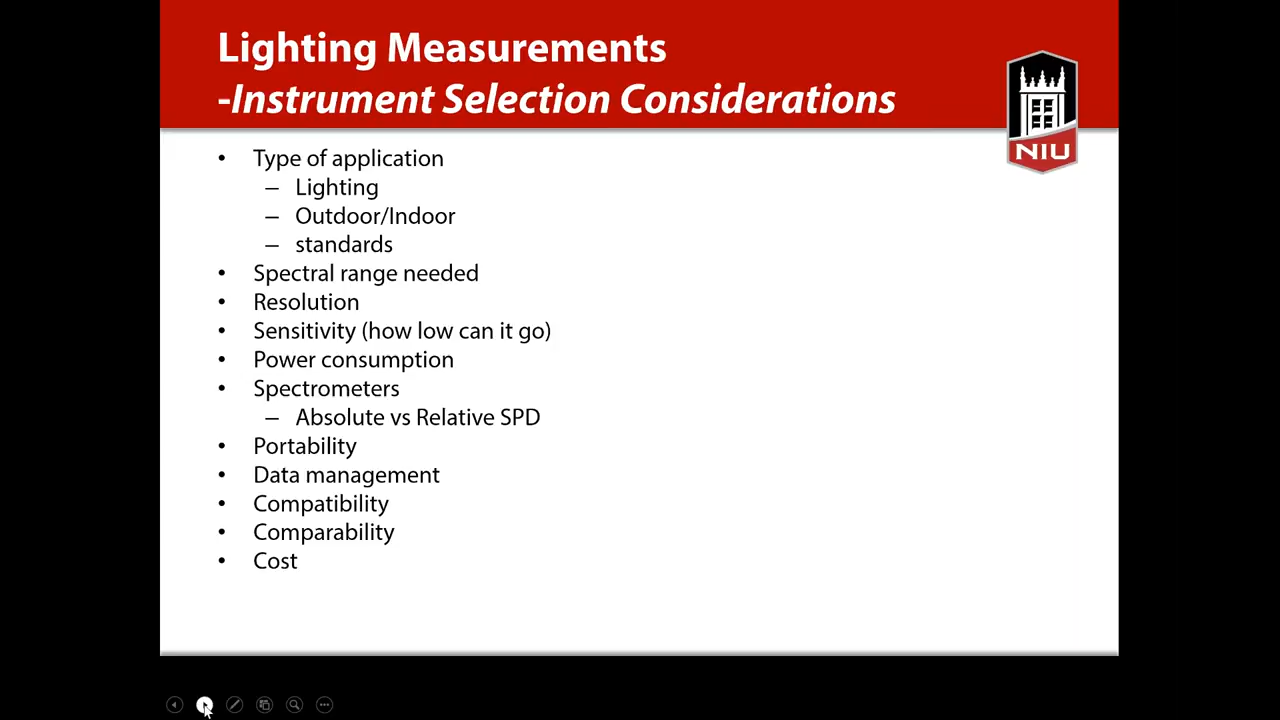 Lighting Measurements
-Instrument Selection Considerations
NIU
• Type of application
– Lighting
– Outdoor/Indoor
– standards
• Spectral range needed
• Resolution
• Sensitivity (how low can it go)
• Power consumption
• Spectrometers
– Absolute vs Relative SPD
• Portability
• Data management
• Compatibility
• Comparability
• Cost